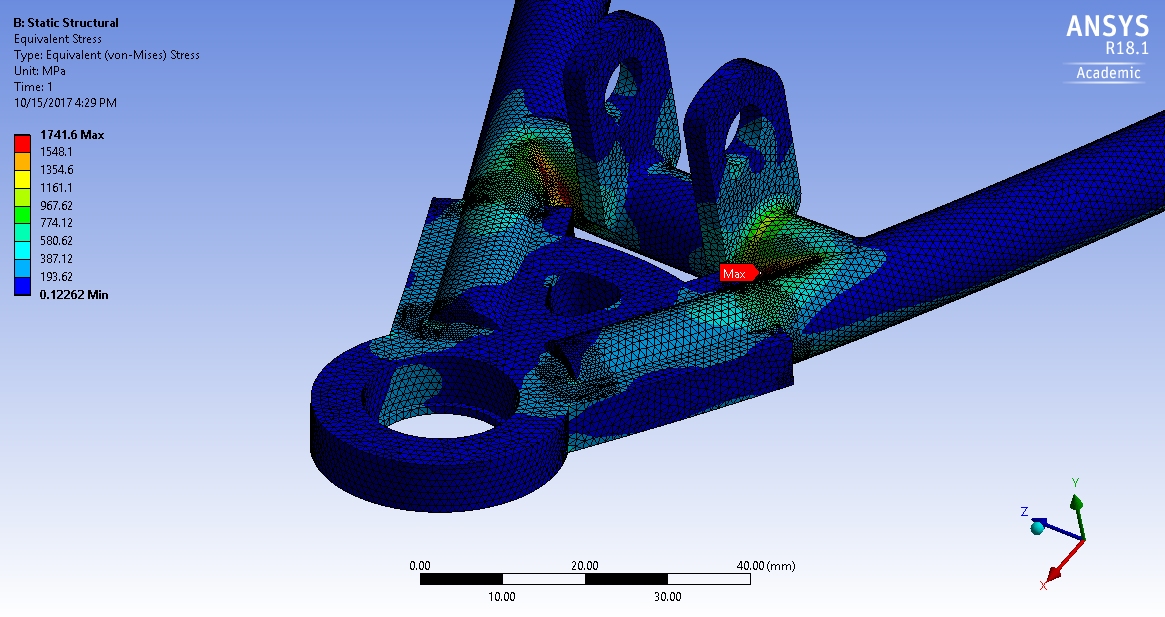 B: Static Structural
Equivalent Stress
Type: Equivalent (von-Mises) Stress
Unit: MPa
Time: 1
10/15/2017 4:29 PM
1741.6 Max
1548.1
1354.6
1161.1
967.62
774.12
580.62
387.12
193.62
0.12262 Min
ANSYS
R18.1
Academic
Max
Y
Z
X
0.00 20.00 40.00 (mm)
10.00 30.00